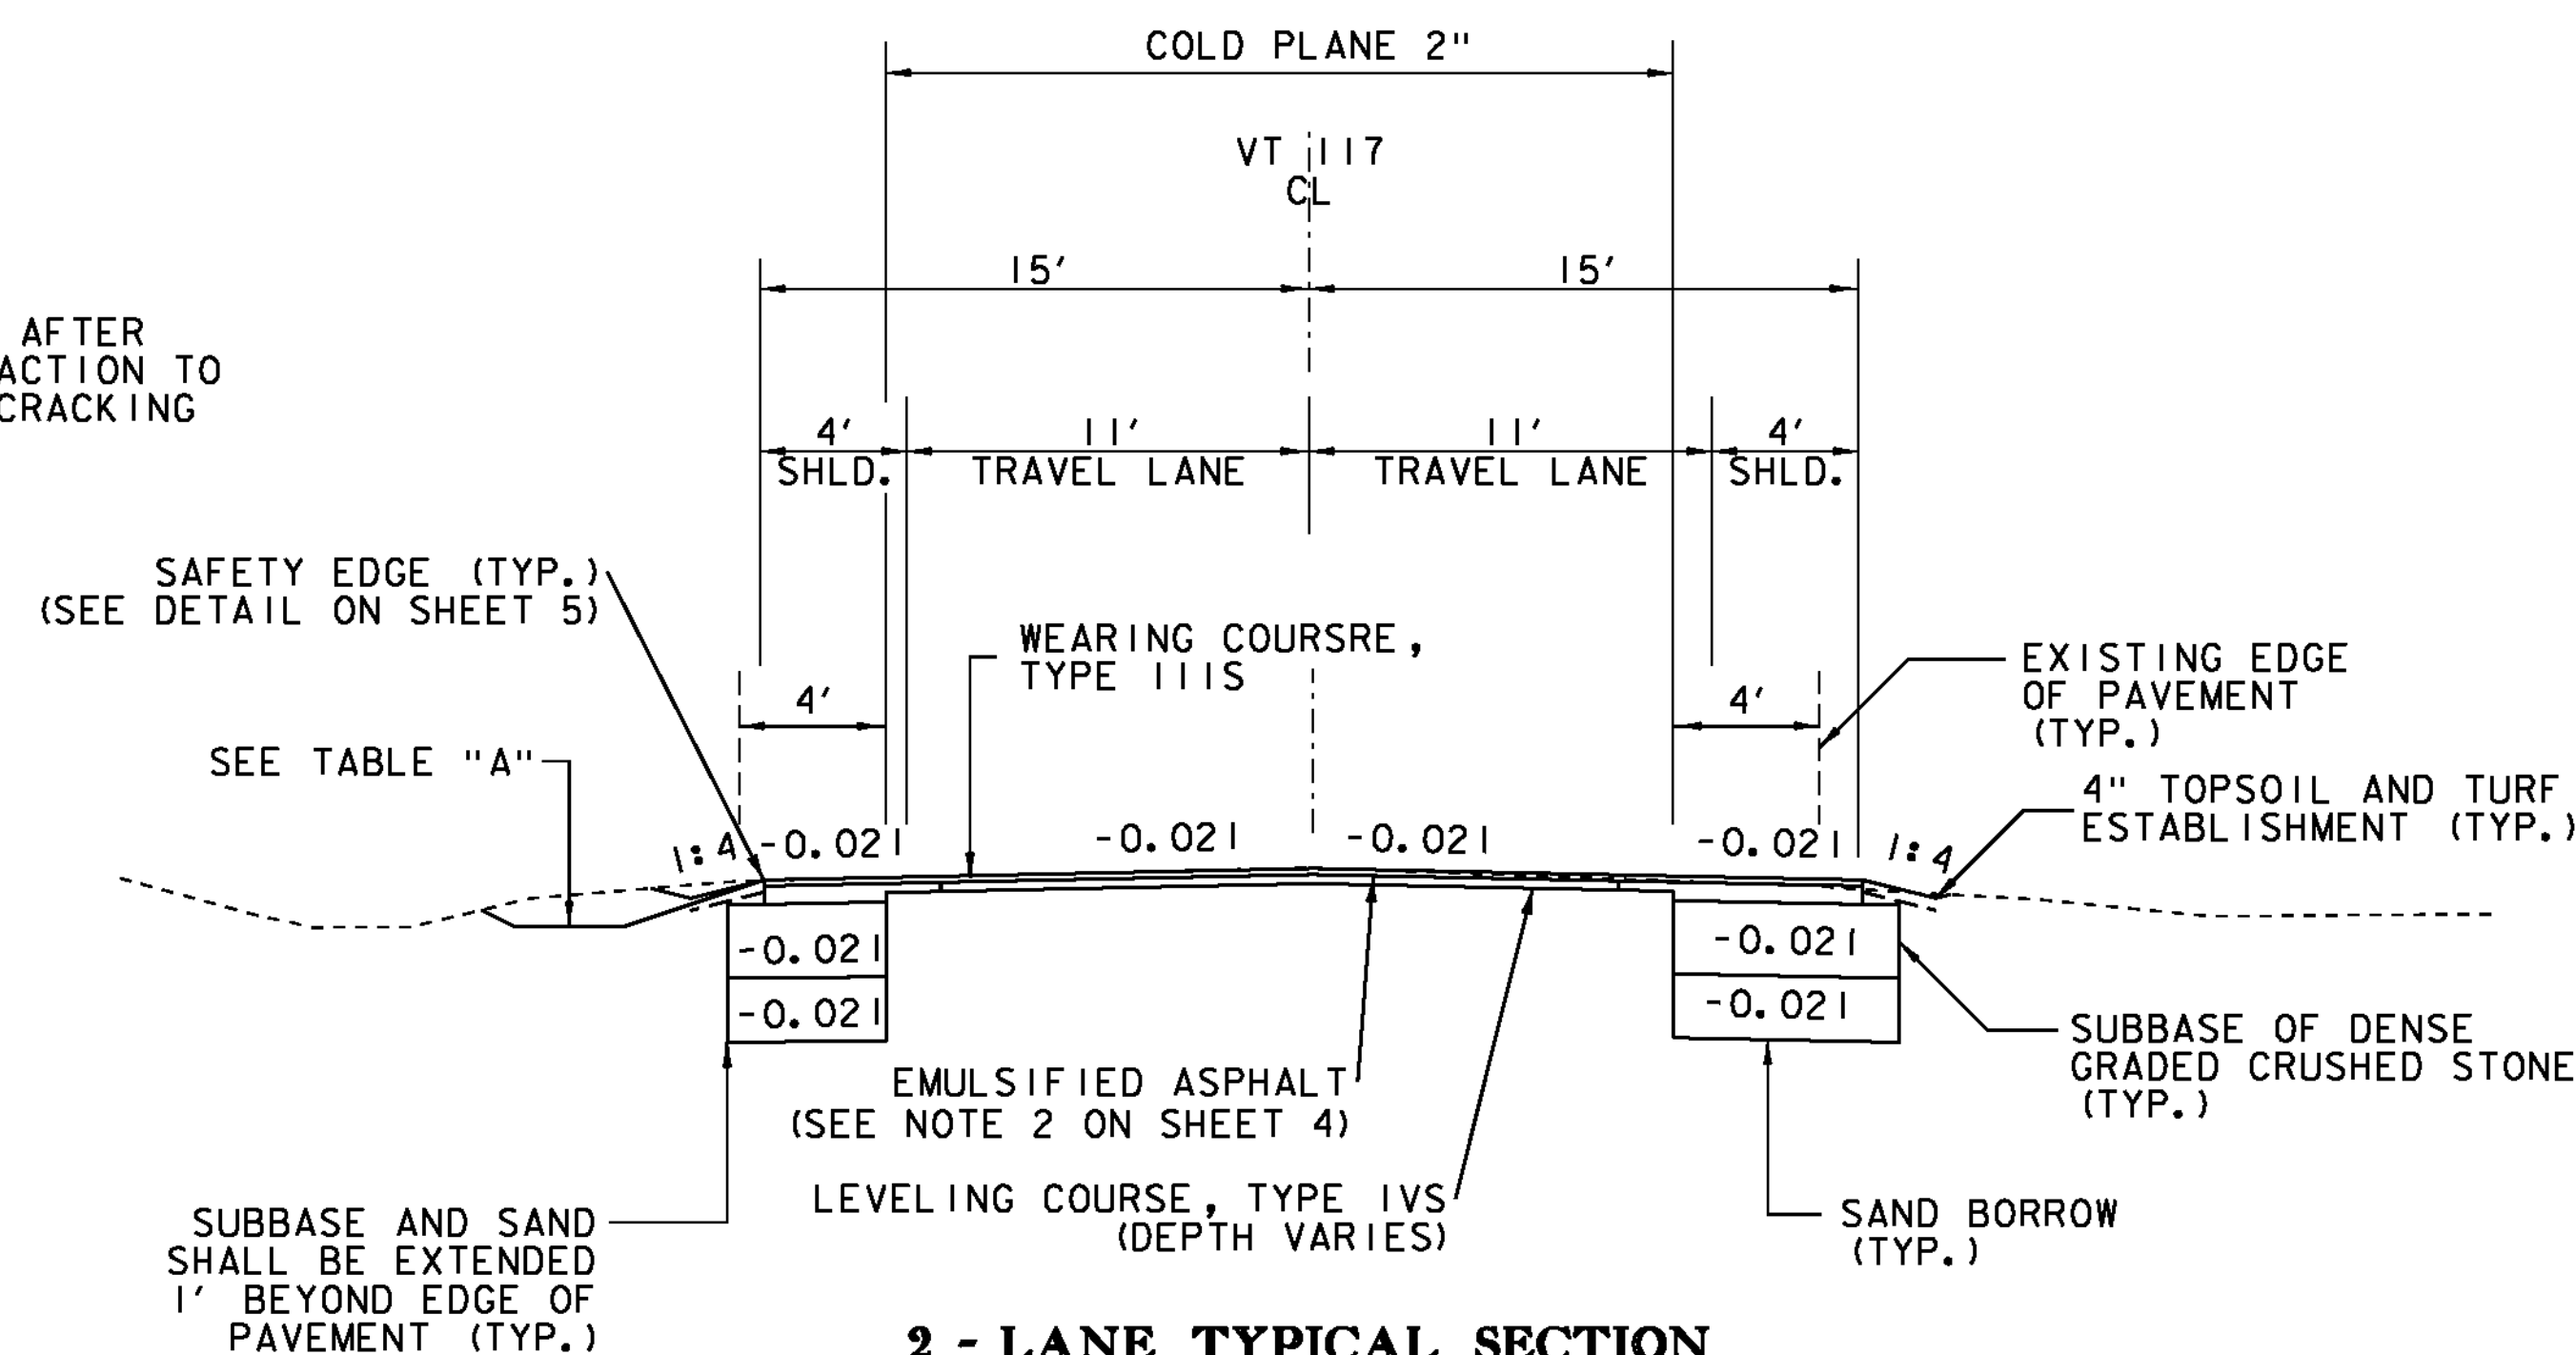 COLD PLANE 2"
VT 117
CL
15'
15'
AFTER
ACTION TO
CRACKING
4'
11'
11'
4'
SHLD.
TRAVEL LANE
TRAVEL LANE
SHLD.
SAFETY EDGE (TYP.)
(SEE DETAIL ON SHEET 5)
WEARING COURSRE,
TYPE IIIS
EXISTING EDGE
OF PAVEMENT
(TYP.)
4'
4'
SEE TABLE "A"
4" TOPSOIL AND TURF
ESTABLISHMENT (TYP.)
1:4
-0.021
-0.021
-0.021
-0.021
1:4
-0.021
-0.021
-0.021
-0.021
SUBBASE OF DENSE
GRADED CRUSHED STONE
(TYP.)
EMULSIFIED ASPHALT
(SEE NOTE 2 ON SHEET 4)
LEVELING COURSE, TYPE IVS
(DEPTH VARIES)
SAND BORROW
(TYP.)
SUBBASE AND SAND
SHALL BE EXTENDED
1' BEYOND EDGE OF
PAVEMENT (TYP.)
2 - LANE TYPICAL SECTION